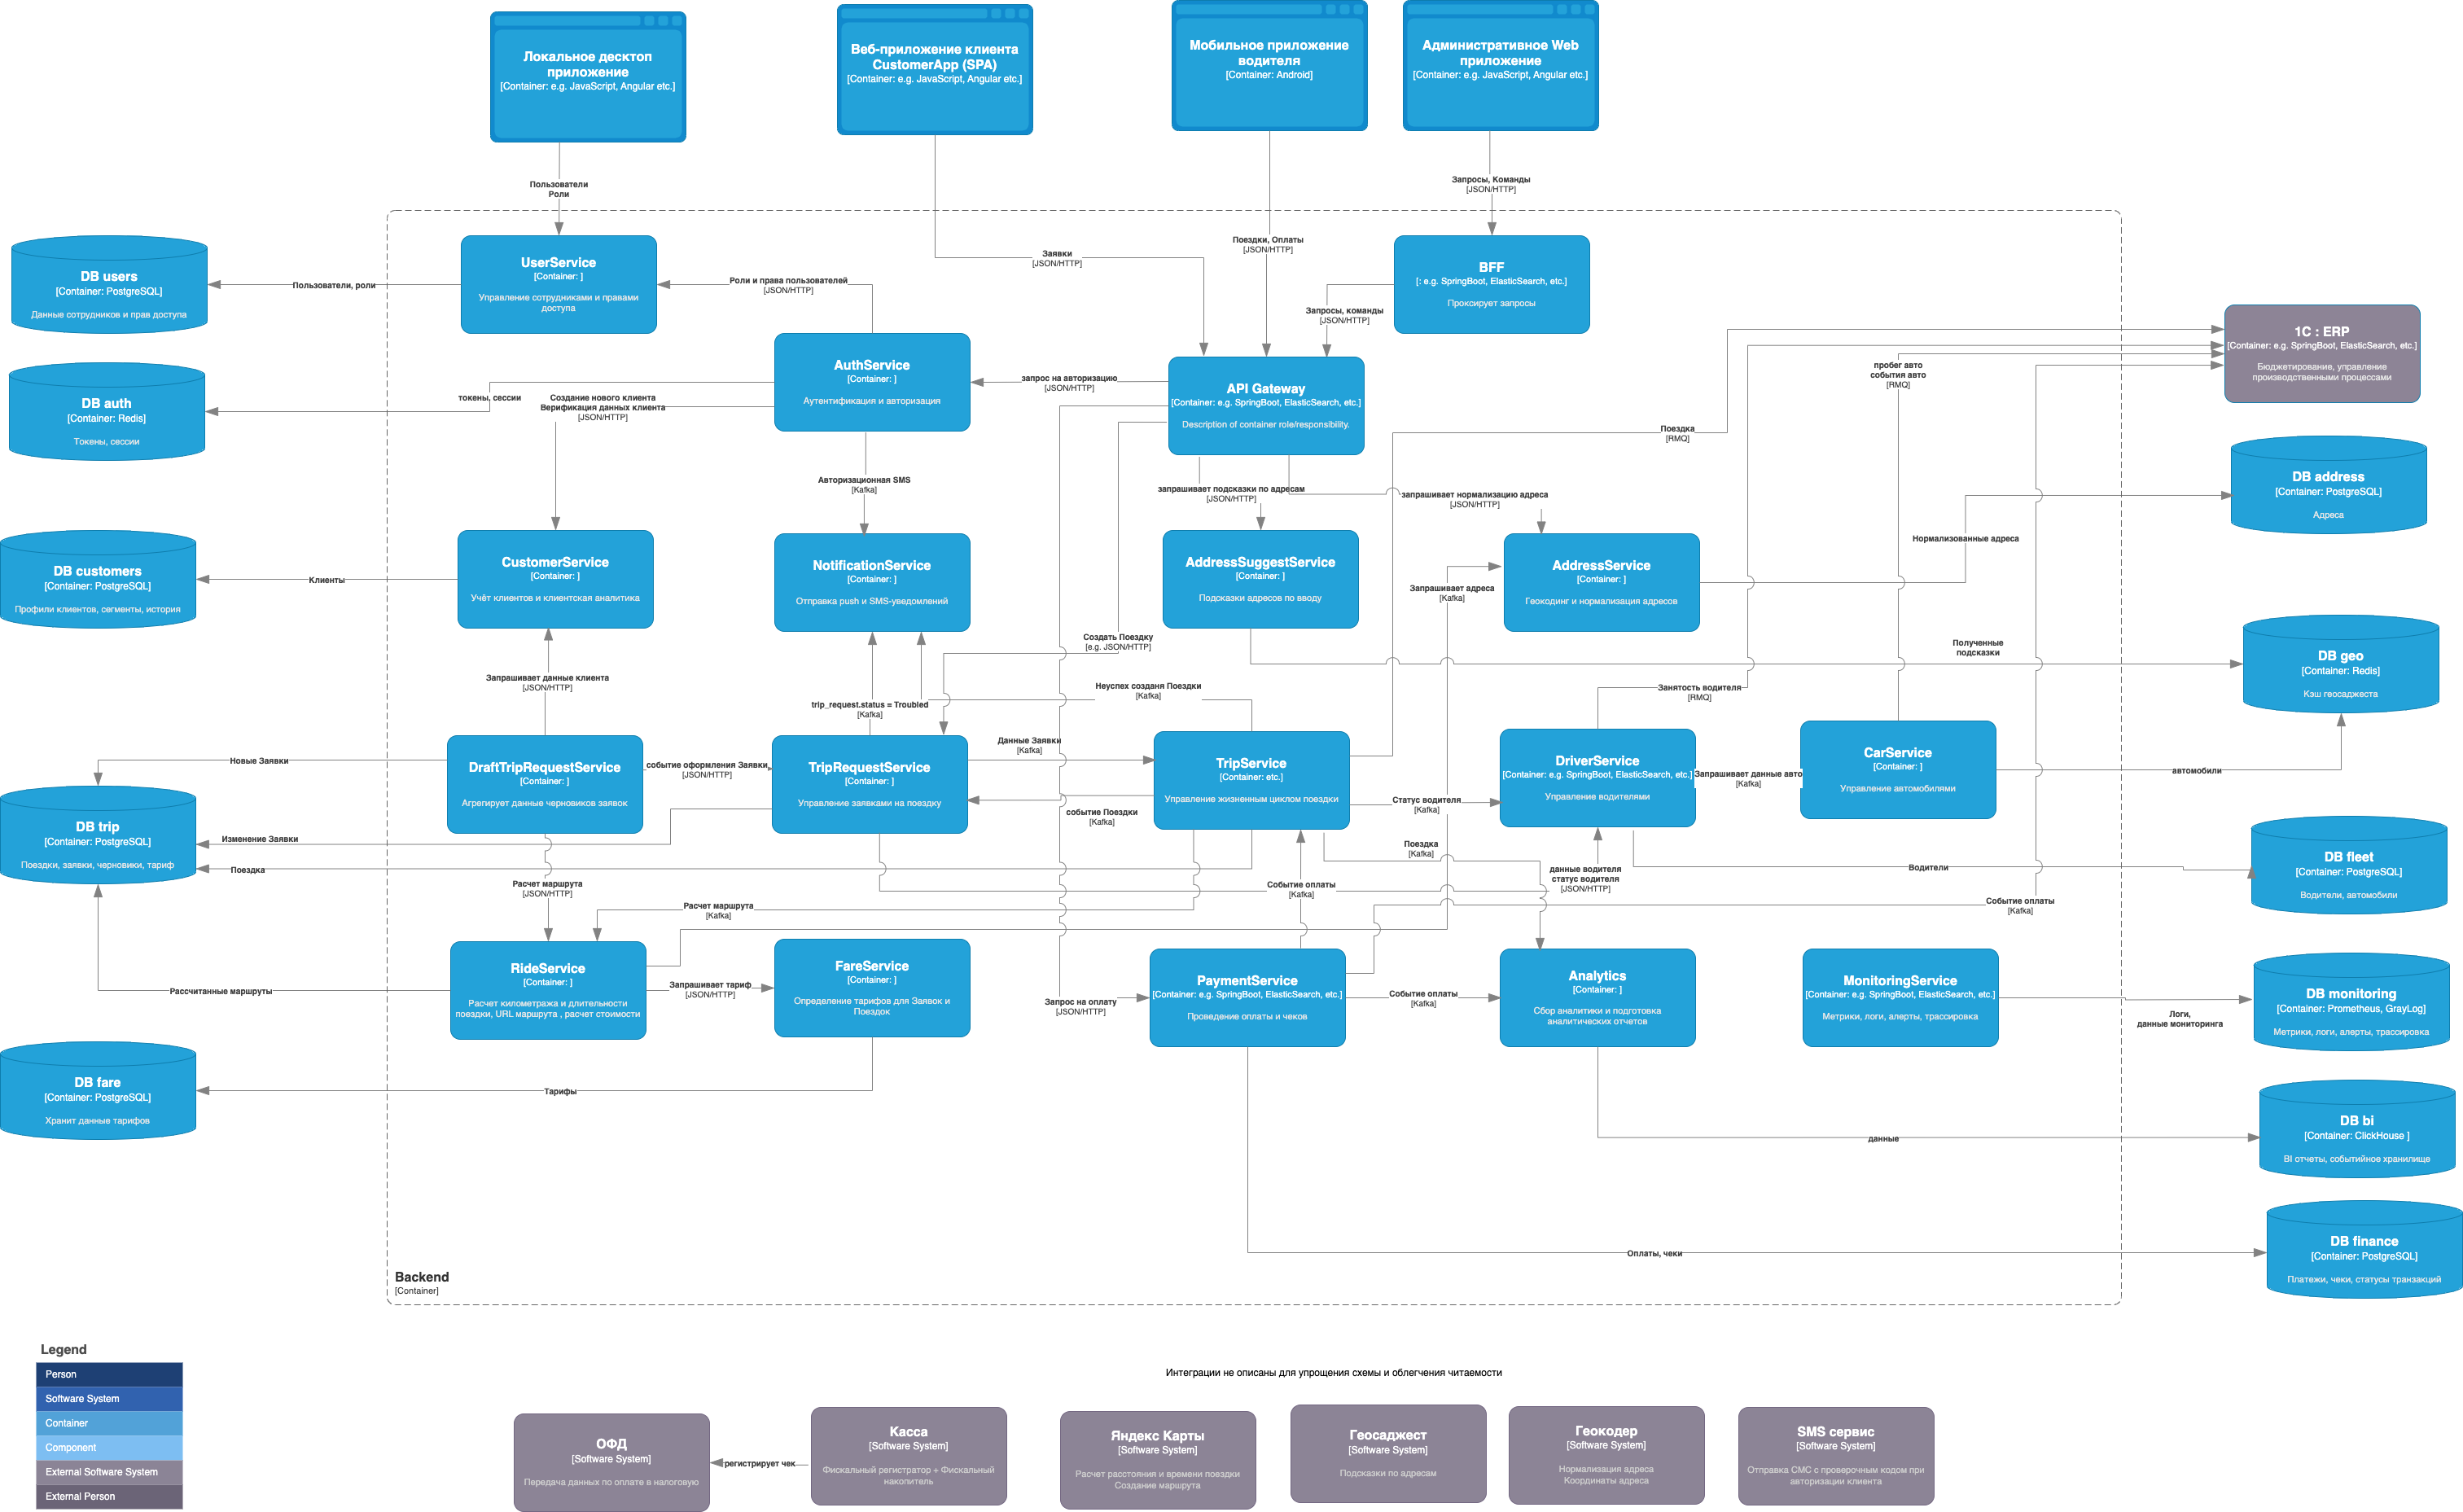 Локальное десктоп
приложение
[Container: e.g. JavaScript, Angular etc.]
Веб-приложение клиента
CustomerApp (SPA)
[Container: e.g. JavaScript, Angular etc.]
Мобильное приложение
водителя
[Container: Android]
Административное Web
приложение
[Container: e.g. JavaScript, Angular etc.]
Пользователи
Роли
Запросы, Команды
[JSON/HTTP]
Заявки
[JSON/HTTP]
Поездки, Оплаты
[JSON/HTTP]
DB users
[Container: PostgreSQL]
Данные сотрудников и прав доступа
Пользователи, роли
UserService
[Container: ]
Управление сотрудниками и правами
доступа
Роли и права пользователей
[JSON/HTTP]
BFF
[: e.g. SpringBoot, ElasticSearch, etc.]
Проксирует запросы
Запросы, команды
[JSON/HTTP]
1С : ERP
[Container: e.g. SpringBoot, ElasticSearch, etc.]
Бюджетирование, управление
производственными процессами
пробег авто
события авто
[RMQ]
DB auth
[Container: Redis]
Токены, сессии
токены, сессии
Создание нового клиента
Верификация данных клиента
[JSON/HTTP]
AuthService
[Container: ]
Аутентификация и авторизация
запрос на авторизацию
[JSON/HTTP]
API Gateway
[Container: e.g. SpringBoot, ElasticSearch, etc.]
Description of container role/responsibility.
Поездка
[RMQ]
Авторизационная SMS
[Kafka]
запрашивает подсказки по адресам
[JSON/HTTP]
запрашивает нормализацию адреса
[JSON/HTTP]
DB address
[Container: PostgreSQL]
Адреса
Нормализованные адреса
DB customers
[Container: PostgreSQL]
Профили клиентов, сегменты, история
Клиенты
CustomerService
[Container: ]
Учёт клиентов и клиентская аналитика
NotificationService
[Container: ]
Отправка push и SMS-уведомлений
AddressSuggestService
[Container: ]
Подсказки адресов по вводу
Запрашивает адреса
[Kafka]
AddressService
[Container: ]
Геокодинг и нормализация адресов
Создать Поездку
[e.g. JSON/HTTP]
Полученные
подсказки
DB geo
[Container: Redis]
Кэш геосаджеста
Запрашивает данные клиента
[JSON/HTTP]
trip_request.status = Troubled
[Kafka]
Неуспех созданя Поездки
[Kafka]
Занятость водителя
[RMQ]
Новые Заявки
DraftTripRequestService
[Container: ]
Агрегирует данные черновиков заявок
событие оформления Заявки
[JSON/HTTP]
TripRequestService
[Container: ]
Управление заявками на поездку
Данные Заявки
[Kafka]
TripService
[Container: etc.]
Управление жизненным циклом поездки
событие Поездки
[Kafka]
Статус водителя
[Kafka]
DriverService
[Container: e.g. SpringBoot, ElasticSearch, etc.]
Управление водителями
Запрашивает данные авто
[Kafka]
CarService
[Container: ]
Управление автомобилями
автомобили
DB trip
[Container: PostgreSQL]
Поездки, заявки, черновики, тариф
Изменение Заявки
Поездка
Расчет маршрута
[JSON/HTTP]
Расчет маршрута
[Kafka]
Событие оплаты
[Kafka]
Поездка
[Kafka]
данные водителя
статус водителя
[JSON/HTTP]
Водители
DB fleet
[Container: PostgreSQL]
Водители, автомобили
Событие оплаты
[Kafka]
Рассчитанные маршруты
RideService
[Container: ]
Расчет километража и длительности
поездки, URL маршрута , расчет стоимости
Запрашивает тариф
[JSON/HTTP]
FareService
[Container: ]
Определение тарифов для Заявок и
Поездок
Запрос на оплату
[JSON/HTTP]
PaymentService
[Container: e.g. SpringBoot, ElasticSearch, etc.]
Проведение оплаты и чеков
Событие оплаты
[Kafka]
Analytics
[Container: ]
Сбор аналитики и подготовка
аналитических отчетов
MonitoringService
[Container: e.g. SpringBoot, ElasticSearch, etc.]
Метрики, логи, алерты, трассировка
Логи,
данные мониторинга
DB monitoring
[Container: Prometheus, GrayLog]
Метрики, логи, алерты, трассировка
DB fare
[Container: PostgreSQL]
Хранит данные тарифов
Тарифы
данные
DB bi
[Container: ClickHouse ]
BI отчеты, событийное хранилище
Оплаты, чеки
DB finance
[Container: PostgreSQL]
Платежи, чеки, статусы транзакций
Backend
[Container]
Legend
Person
Software System
Container
Component
External Software System
External Person
Интеграции не описаны для упрощения схемы и облегчения читаемости
ОФД
[Software System]
Передача данных по оплате в налоговую
регистрирует чек
Касса
[Software System]
Фискальный регистратор + Фискальный
накопитель
Яндекс Карты
[Software System]
Расчет расстояния и времени повздки
Создание маршрута
Геосаджест
[Software System]
Подсказки по адресам
Геокодер
[Software System]
Нормализация адреса
Координаты адреса
SMS сервис
[Software System]
Отправка СМС с проверочным кодом при
авторизации клиента